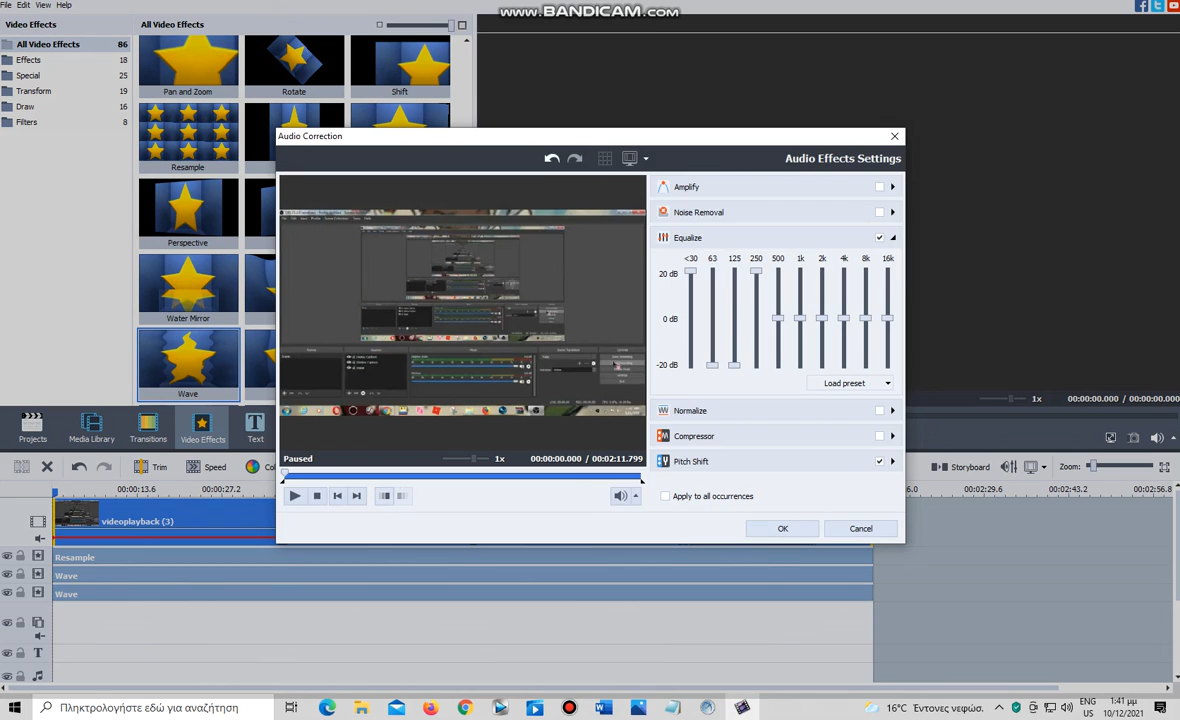 File Edit View Help
www.BANDICAM.com
Video Effects
All Video Effects
All Video Effects 86
Effects 18
Special 25
Transform 19
Draw 16
Filters 8
Pan and Zoom
Rotate
Shift
Resample
Perspective
Water Mirror
Wave
Audio Correction
Audio Effects Settings
Amplify
Noise Removal
Equalize
<30 63 125 250 500 1k 2k 4k 8k 16k
20 dB
0 dB
-20 dB
Load preset
Normalize
Compressor
Pitch Shift
Paused
1x
00:00:00.000 / 00:02:11.799
Apply to all occurrences
OK
Cancel
1x
00:00:00.000 / 00:00:00.000
Projects
Media Library
Transitions
Video Effects
Text
Trim
Speed
Storyboard
Zoom:
00:00:13.6
00:00:27.2
00:02:29.6
00:02:43.2
00:02:56.8
videoplayback (3)
Resample
Wave
Wave
Πληκτρολογήστε εδώ για αναζήτηση
16°C Έντονες νεφώσ.
ENG
US
1:41 μμ
10/12/2021